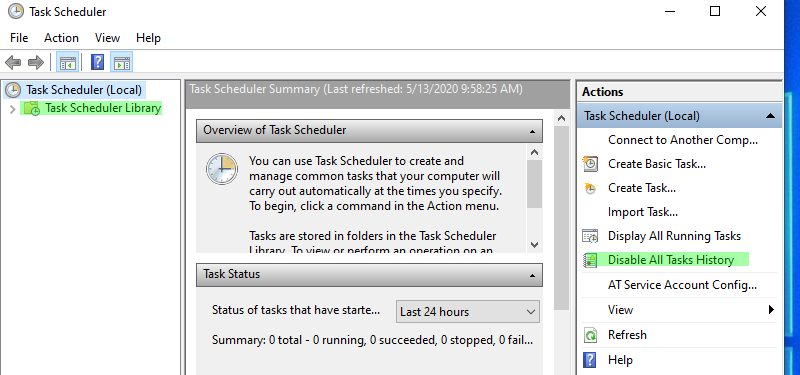 Task Scheduler
File Action View Help
Task Scheduler (Local)
Task Scheduler Library
Task Scheduler Summary (Last refreshed: 5/13/2020 9:58:25 AM)
Overview of Task Scheduler
You can use Task Scheduler to create and
manage common tasks that your computer will
carry out automatically at the times you specify.
To begin, click a command in the Action menu.
Tasks are stored in folders in the Task Scheduler
Library. To view or perform an operation on an
Task Status
Status of tasks that have starte... Last 24 hours
Summary: 0 total - 0 running, 0 succeeded, 0 stopped, 0 fail...
Actions
Task Scheduler (Local)
Connect to Another Comp...
Create Basic Task...
Create Task...
Import Task...
Display All Running Tasks
Disable All Tasks History
AT Service Account Config...
View
Refresh
Help